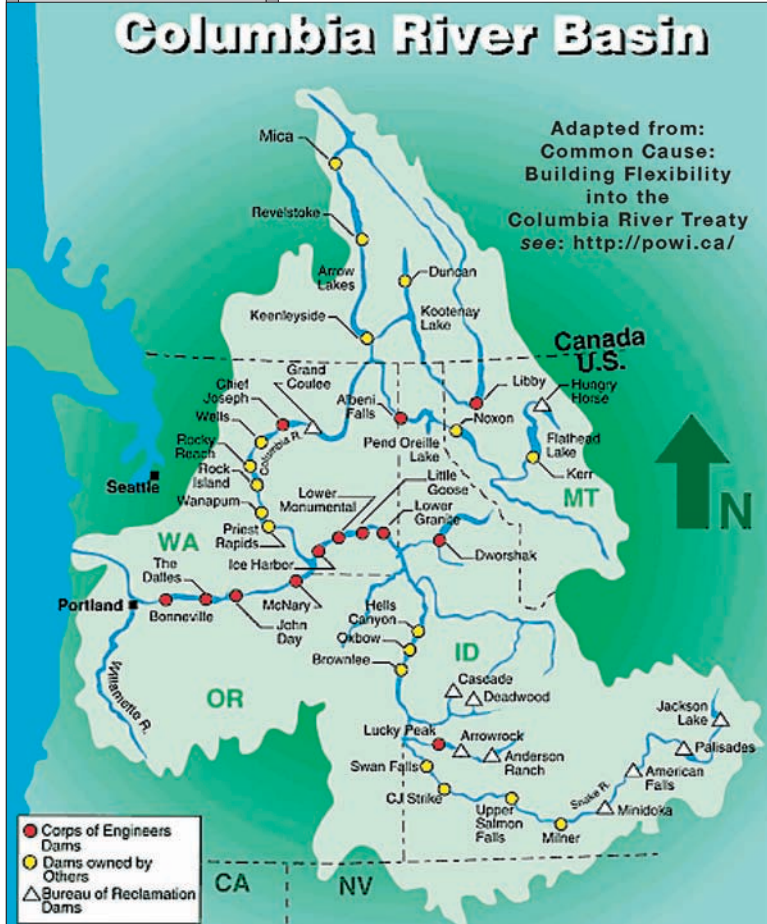 Columbia River Basin
Adapted from:
Common Cause:
Building Flexibility
into the
Columbia River Treaty
see: http://powi.ca/
Mica
Revelstoke
Arrow
Lakes
Duncan
Kootenay
Lake
Keenleyside
Canada
U.S.
Grand
Coulee
Chief
Joseph
Albeni
Falls
Libby
Hungry
Horse
Wells
Noxon
Columbia R.
Pend Oreille
Lake
Flathead
Lake
Rocky
Reach
Rock
Island
Kerr
Seattle
Wanapum
Lower
Monumental
Little
Goose
Lower
Granite
MT
N
Priest
Rapids
WA
Ice Harbor
Dworshak
The
Dalles
Portland
Bonneville
McNary
John
Day
Hells
Canyon
Oxbow
Brownlee
ID
Willamette R.
OR
Cascade
Deadwood
Jackson
Lake
Lucky Peak
Arrowrock
Anderson
Ranch
Palisades
Swan Falls
American
Falls
CJ Strike
Upper
Salmon
Falls
Snake R.
Minidoka
Milner
Corps of Engineers
Dams
Dams owned by
Others
Bureau of Reclamation
Dams
CA
NV